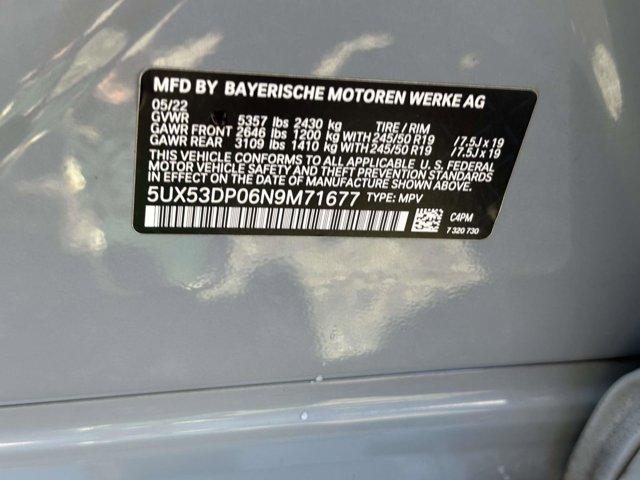 MFD BY BAYERISCHE MOTOREN WERKE AG
05/22
GVWR 5357 lbs 2430 kg TIRE / RIM
GAWR FRONT 2646 lbs 1200 kg WITH 245/50 R19 / 7.5J x 19
GAWR REAR 3109 lbs 1410 kg WITH 245/50 R19 / 7.5J x 19
THIS VEHICLE CONFORMS TO ALL APPLICABLE U. S. FEDERAL
MOTOR VEHICLE SAFETY AND THEFT PREVENTION STANDARDS
IN EFFECT ON THE DATE OF MANUFACTURE SHOWN ABOVE.
5UX53DP06N9M71677 TYPE: MPV
C4PM
7 320 730